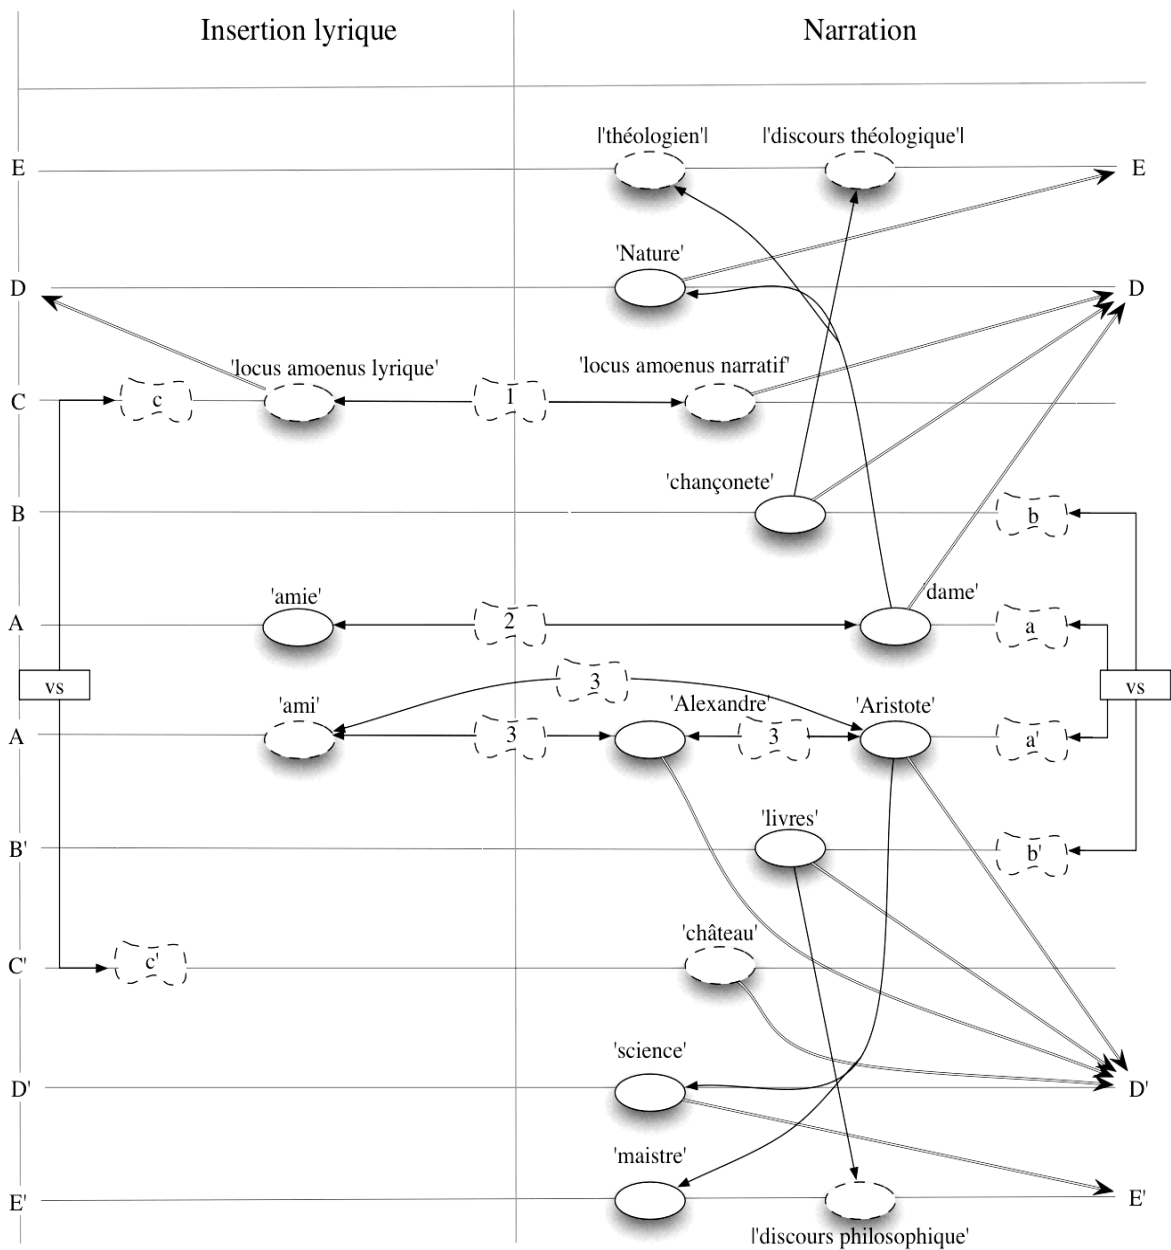 Insertion lyrique
Narration
|'théologien'|
|'discours théologique'|
E
E
'Nature'
D
D
'locus amoenus lyrique'
'locus amoenus narratif'
C
c
1
'chançonete'
B
b
'amie'
'dame'
A
2
a
vs
3
vs
'ami'
'Alexandre'
'Aristote'
A
3
3
a'
'livres'
B'
b'
'château'
C'
c'
'science'
D'
D'
'maistre'
E'
E'
|'discours philosophique'